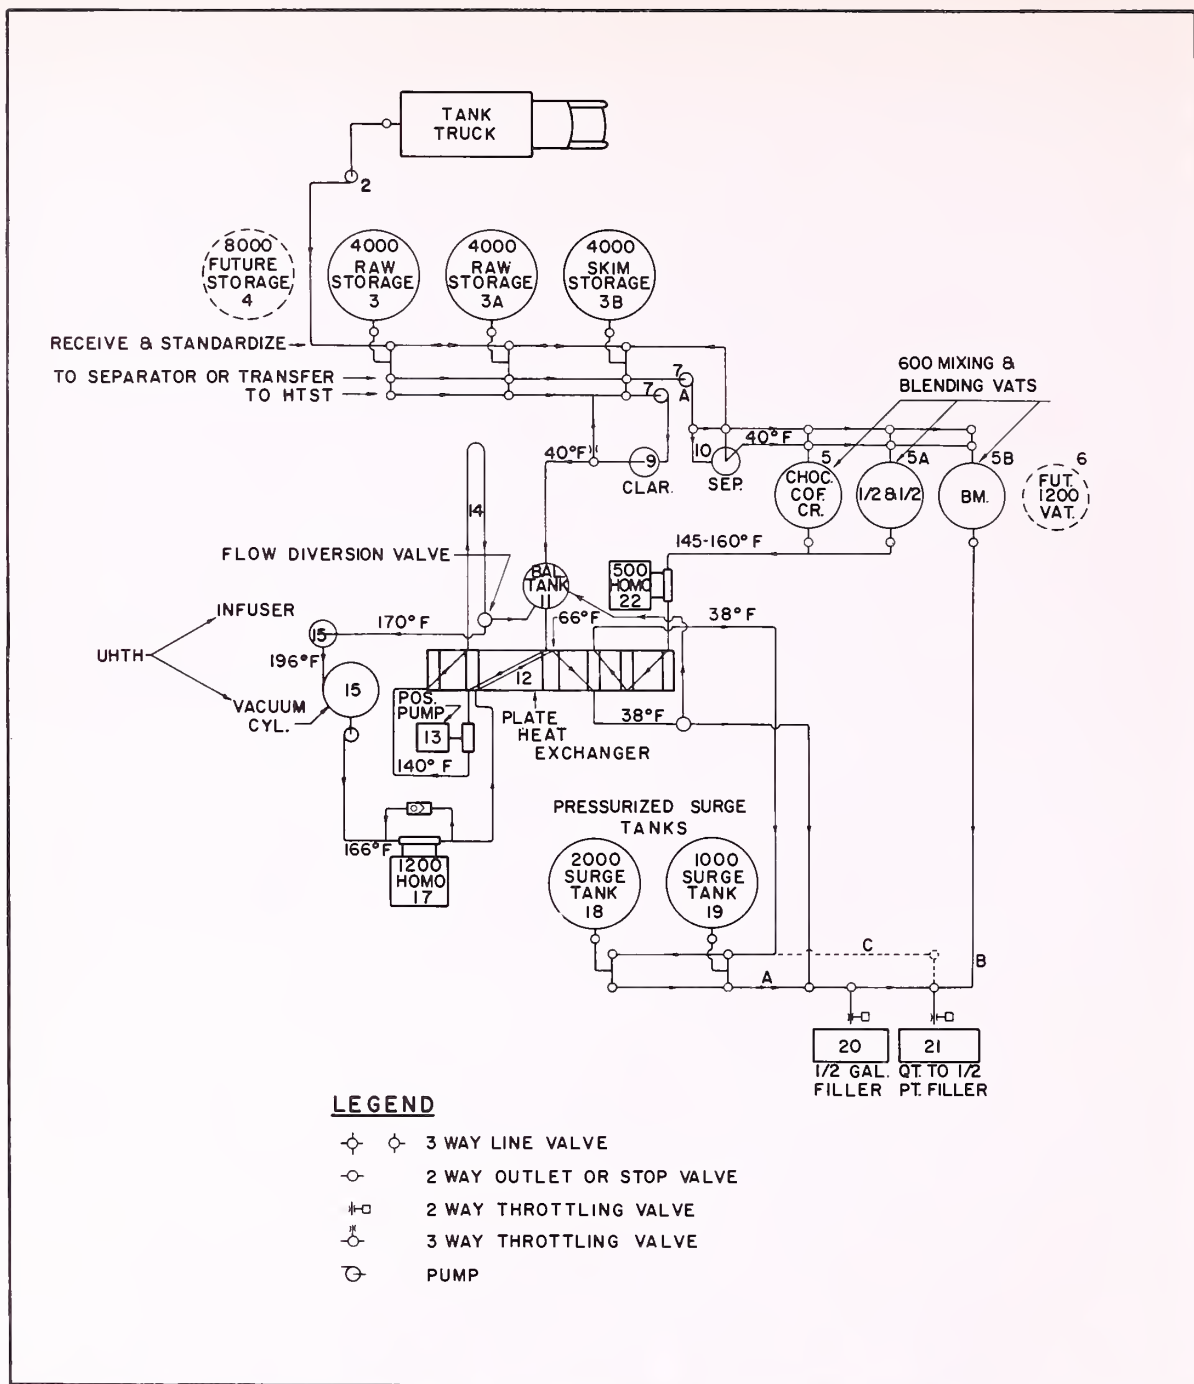 TANK
TRUCK
2
8000
FUTURE
STORAGE
4
4000
RAW
STORAGE
3
4000
RAW
STORAGE
3A
4000
SKIM
STORAGE
3B
RECEIVE & STANDARDIZE
TO SEPARATOR OR TRANSFER
TO HTST
7
A
7
600 MIXING &
BLENDING VATS
40°F
9
CLAR.
10
SEP.
40°F
5
CHOC.
COF.
CR.
5A
1/2 & 1/2
5B
BM.
6
FUT.
1200
VAT.
14
FLOW DIVERSION VALVE
BAL
TANK
11
500
HOMO
22
145-160°F
INFUSER
UHTH
VACUUM
CYL.
15
170°F
196°F
15
66°F
38°F
12
POS.
PUMP
13
140°F
PLATE
HEAT
EXCHANGER
38°F
166°F
1200
HOMO
17
PRESSURIZED SURGE
TANKS
2000
SURGE
TANK
18
1000
SURGE
TANK
19
C
A
B
20
1/2 GAL.
FILLER
21
QT. TO 1/2
PT. FILLER
LEGEND
3 WAY LINE VALVE
2 WAY OUTLET OR STOP VALVE
2 WAY THROTTLING VALVE
3 WAY THROTTLING VALVE
PUMP